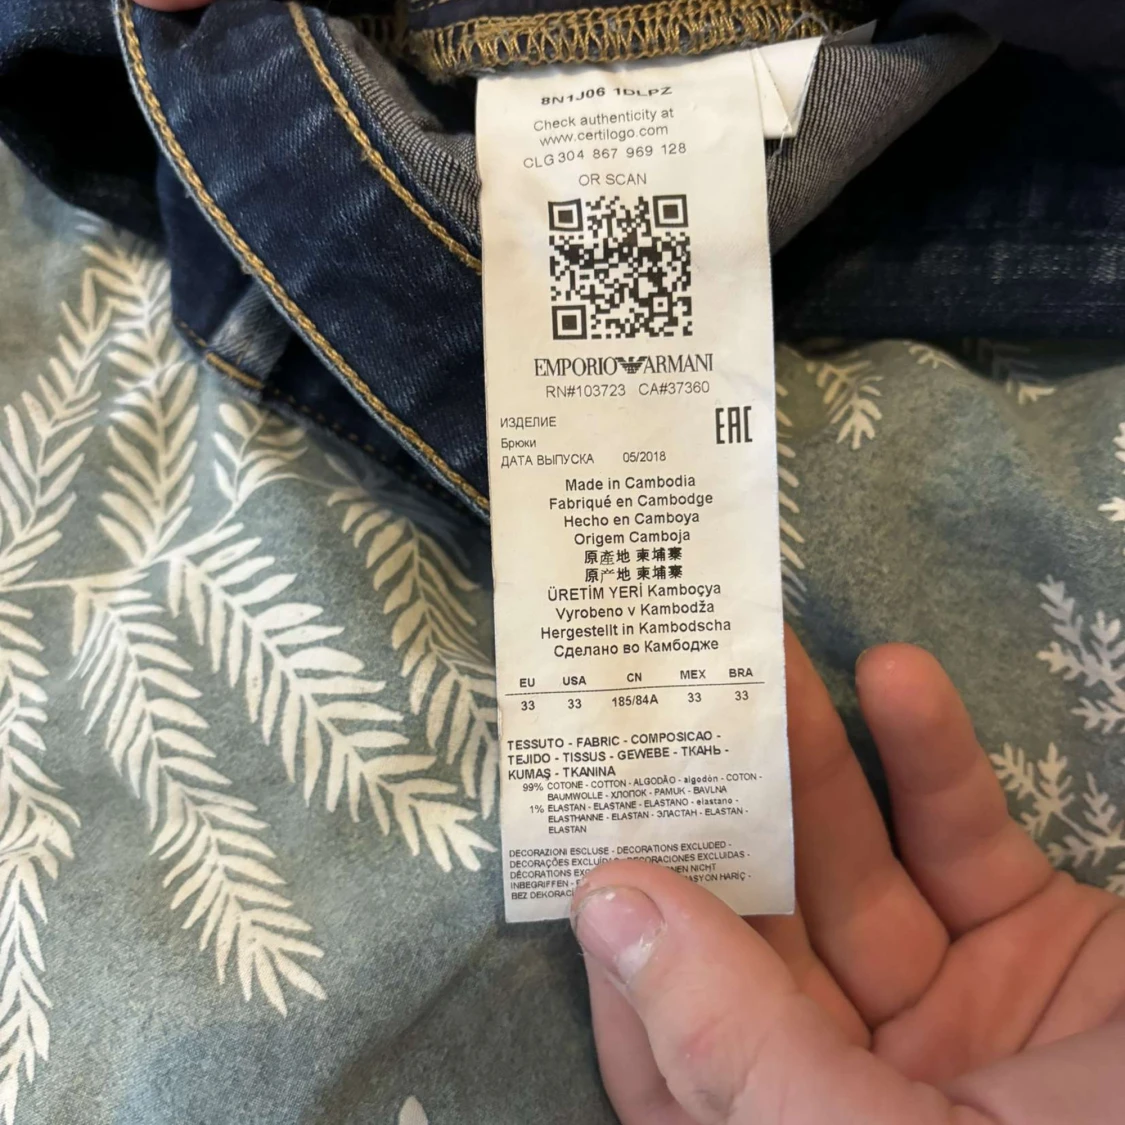 8N1J06 1DLPZ
Check authenticity at
www.certilogo.com
CLG 304 867 969 128
OR SCAN
EMPORIO ARMANI
RN#103723 CA#37360
ИЗДЕЛИЕ
EAC
Брюки
ДАТА ВЫПУСКА 05/2018
Made in Cambodia
Fabriqué en Cambodge
Hecho en Camboya
Origem Camboja
原產地 柬埔寨
原产地 柬埔寨
ÜRETİM YERİ Kamboçya
Vyrobeno v Kambodža
Hergestellt in Kambodscha
Сделано во Камбодже
EU USA CN MEX BRA
33 33 185/84A 33 33
TESSUTO - FABRIC - COMPOSICAO -
TEJIDO - TISSUS - GEWEBE - ТКАНЬ -
KUMAŞ - TKANINA
99% COTONE - COTTON - ALGODÃO - algodón - COTON -
BAUMWOLLE - ХЛОПОК - PAMUK - BAVLNA
1% ELASTAN - ELASTANE - ELASTANO - elastano -
ELASTHANNE - ELASTAN - ЭЛАСТАН - ELASTAN -
ELASTAN
DECORAZIONI ESCLUSE - DECORATIONS EXCLUDED -
DECORAÇÕES EXCLUIDAS -
DÉCORATIONS NICHT
INBEGRIFFEN - HARİÇ -
BEZ